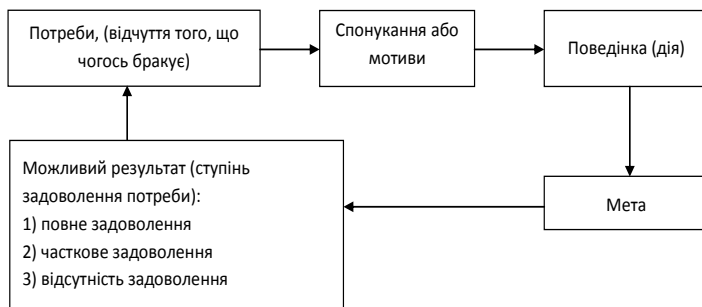 Потреби, (відчуття того, що
чогось бракує)
Спонукання або
мотиви
Поведінка (дія)
Можливий результат (ступінь
задоволення потреби):
1) повне задоволення
2) часткове задоволення
3) відсутність задоволення
Мета